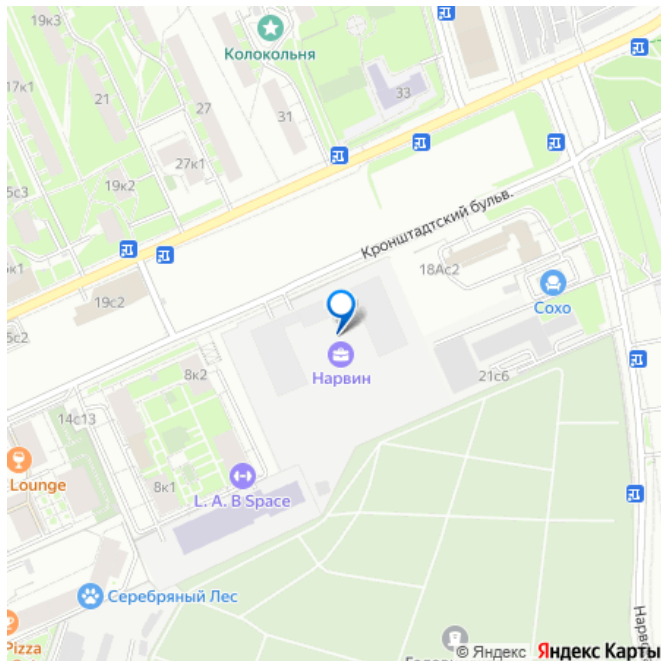 19к3
Колокольня
17к1
21
33
27
31
27к1
5с3
19к2
Кронштадтский бульв.
18Ас2
к1
19с2
Сохо
5с2
Нарвин
8к2
21с6
14с13
Lounge
8к1
L. A. B Space
Серебряный Лес
Pizza
© Яндекс
Яндекс Карты